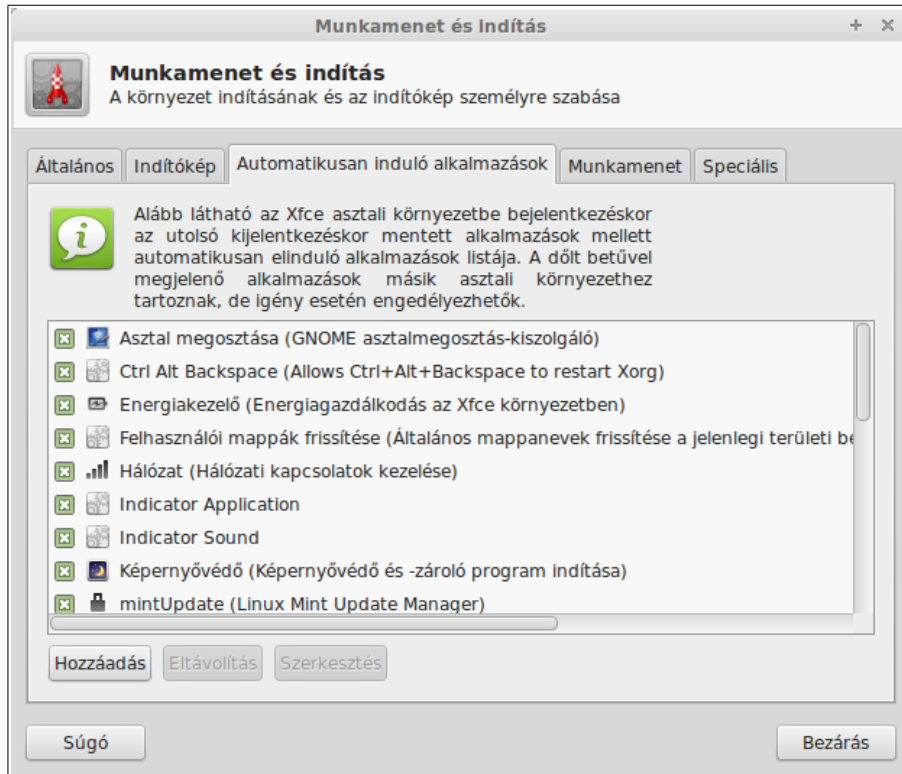 Munkamenet és indítás
Munkamenet és indítás
A környezet indításának és az indítókép személyre szabása
Általános
Indítókép
Automatikusan induló alkalmazások
Munkamenet
Speciális
Alább látható az Xfce asztali környezetbe bejelentkezéskor
az utolsó kijelentkezéskor mentett alkalmazások mellett
automatikusan elinduló alkalmazások listája. A dőlt betűvel
megjelenő alkalmazások másik asztali környezethez
tartoznak, de igény esetén engedélyezhetők.
Asztal megosztása (GNOME asztalmegosztás-kiszolgáló)
Ctrl Alt Backspace (Allows Ctrl+Alt+Backspace to restart Xorg)
Energiakezelő (Energiagazdálkodás az Xfce környezetben)
Felhasználói mappák frissítése (Általános mappanevek frissítése a jelenlegi területi be
Hálózat (Hálózati kapcsolatok kezelése)
Indicator Application
Indicator Sound
Képernyővédő (Képernyővédő és -zároló program indítása)
mintUpdate (Linux Mint Update Manager)
Hozzáadás
Eltávolítás
Szerkesztés
Súgó
Bezárás